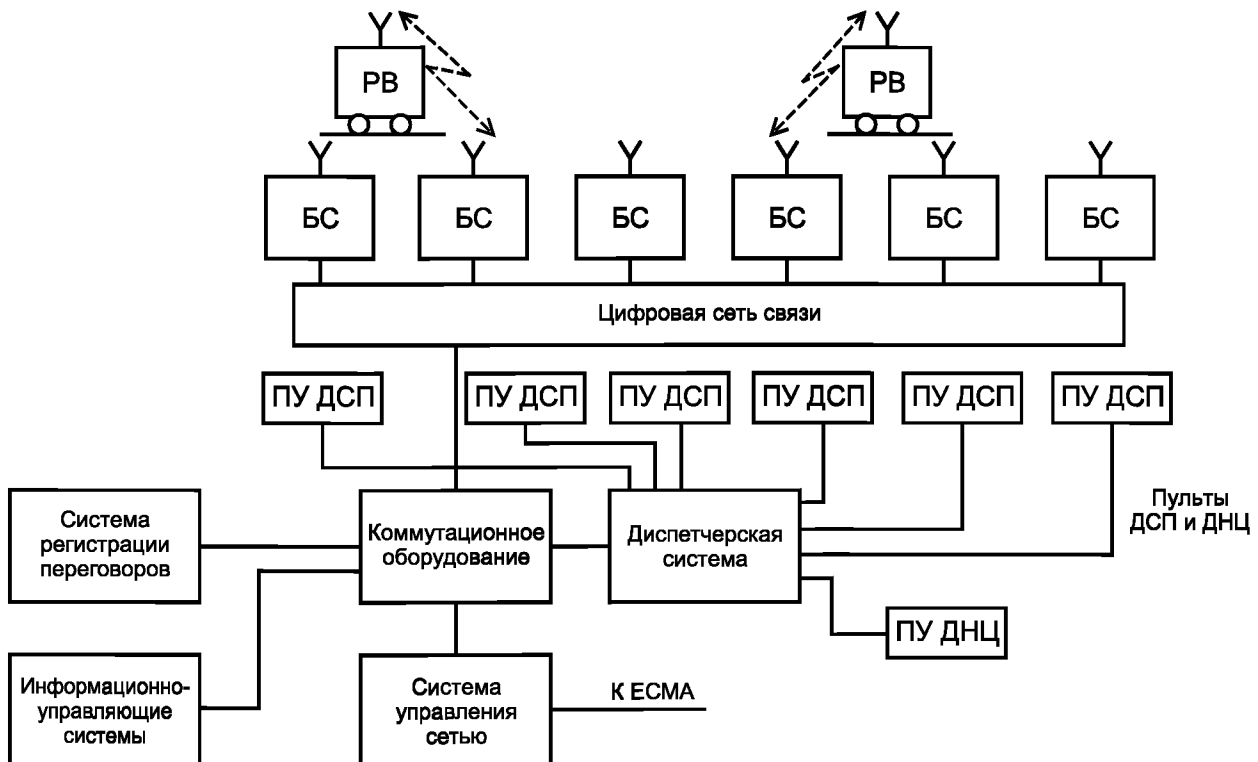 РВ
РВ
БС
БС
БС
БС
БС
БС
Цифровая сеть связи
ПУ ДСП
ПУ ДСП
ПУ ДСП
ПУ ДСП
ПУ ДСП
ПУ ДСП
Система
регистрации
переговоров
Коммутационное
оборудование
Диспетчерская
система
Пульты
ДСП и ДНЦ
ПУ ДНЦ
Информационно-
управляющие
системы
Система
управления
сетью
К ЕСМА